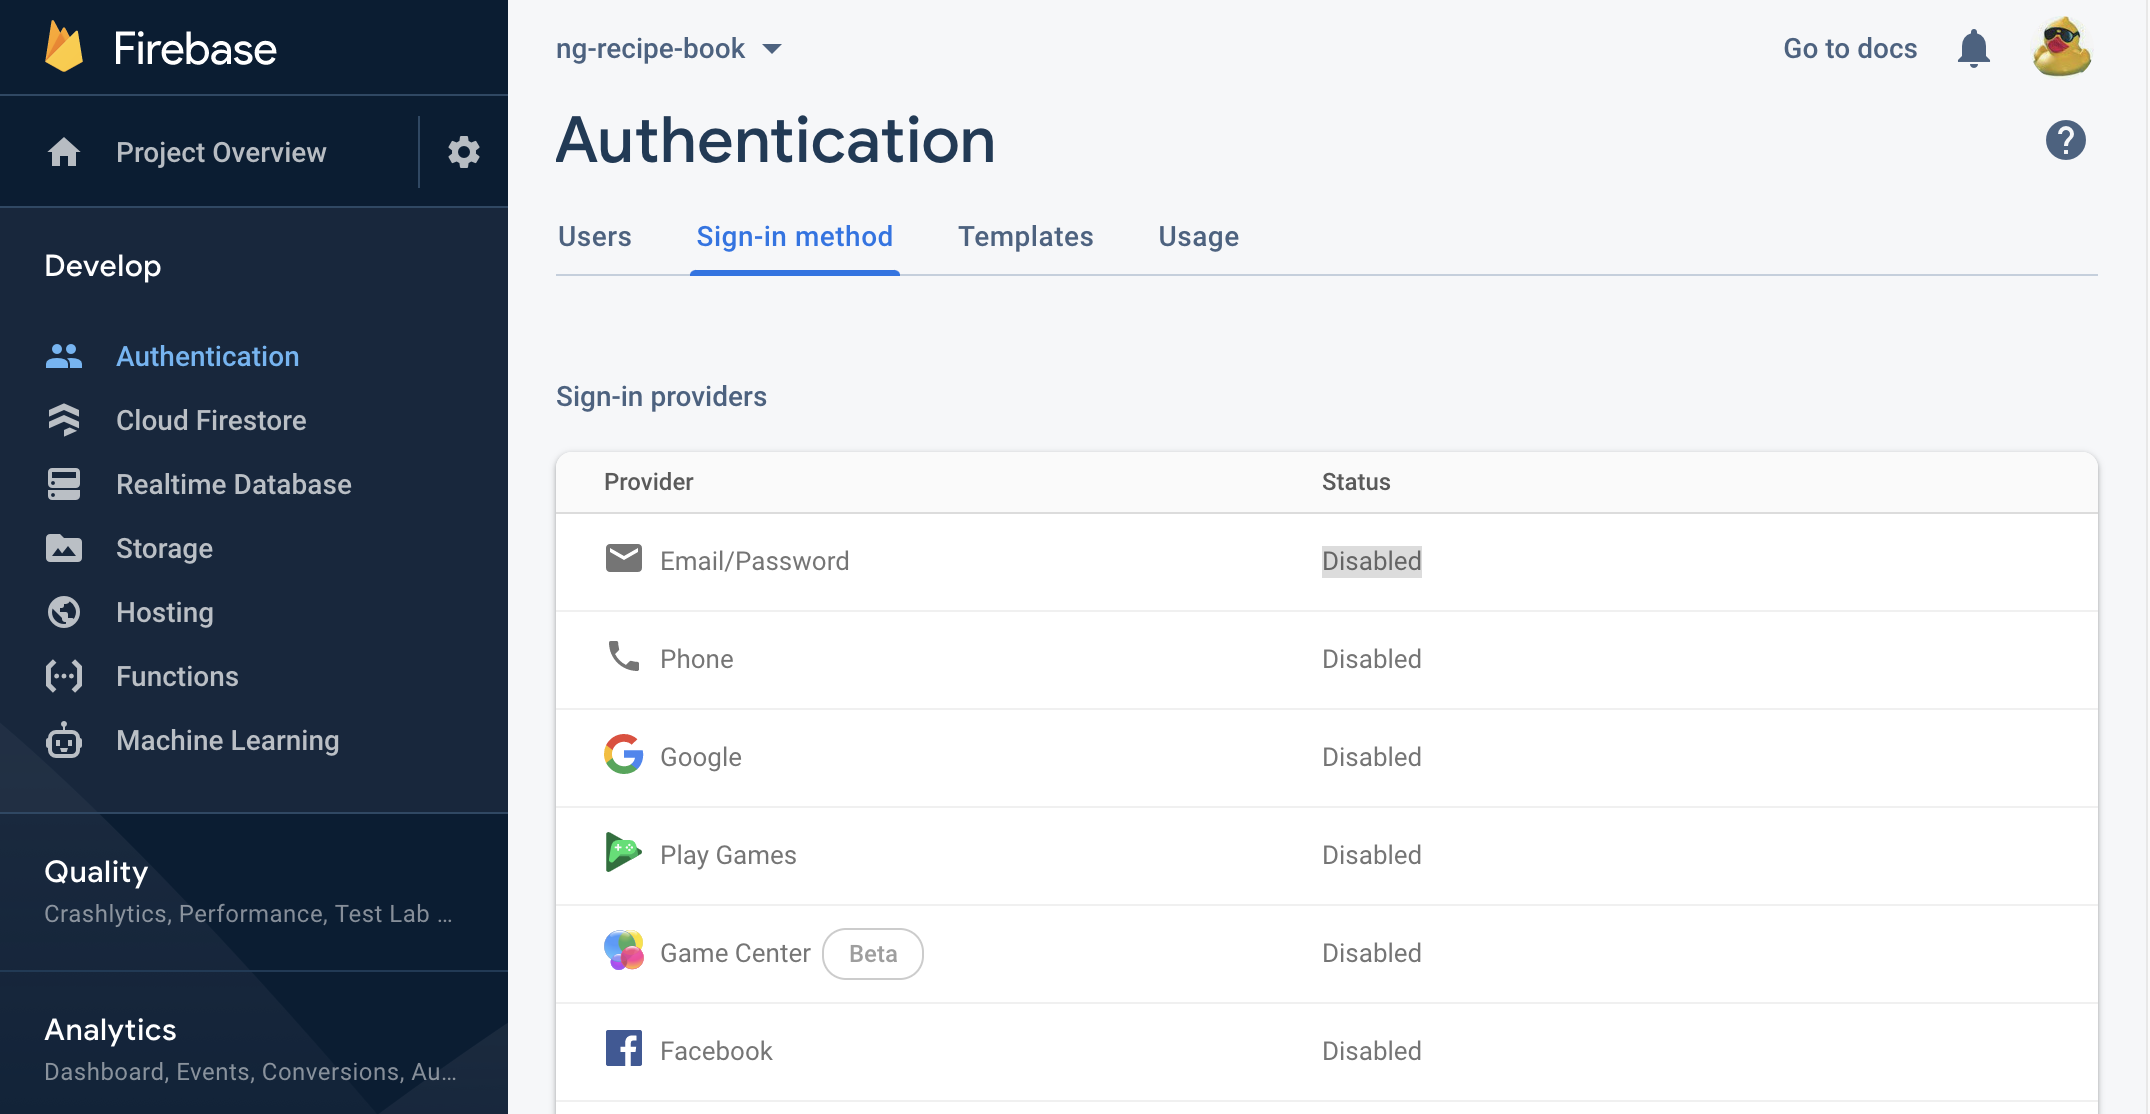 Firebase
Project Overview
Develop
Authentication
Cloud Firestore
Realtime Database
Storage
Hosting
Functions
Machine Learning
Quality
Crashlytics, Performance, Test Lab ...
Analytics
Dashboard, Events, Conversions, Au...
ng-recipe-book
Go to docs
Authentication
Users Sign-in method Templates Usage
Sign-in providers
Provider Status
Email/Password Disabled
Phone Disabled
Google Disabled
Play Games Disabled
Game Center Beta Disabled
Facebook Disabled